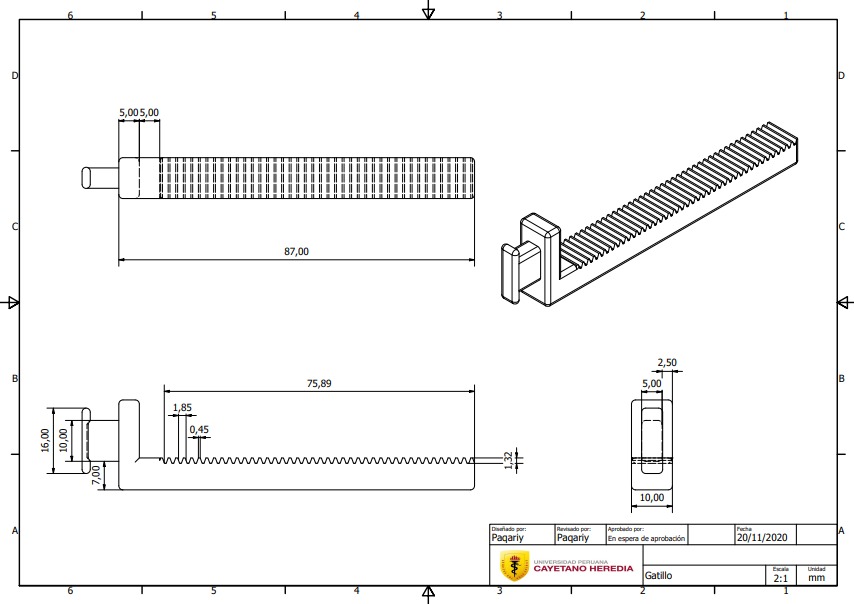 6 5 4 3 2 1
D D
5,00 5,00
C C
87,00
B B
2,50
75,89 5,00
1,85
0,45
16,00 10,00 7,00 1,32
10,00
A A
Diseñado por: Revisado por: Aprobado por: Fecha
Paqariy Paqariy En espera de aprobación 20/11/2020
UNIVERSIDAD PERUANA
CAYETANO HEREDIA
Escala Unidad
Gatillo 2:1 mm
6 5 4 3 2 1